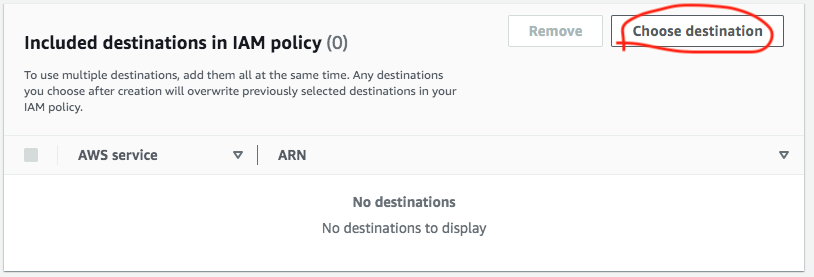 Included destinations in IAM policy (0)
Remove
Choose destination
To use multiple destinations, add them all at the same time. Any destinations
you choose after creation will overwrite previously selected destinations in your
IAM policy.
AWS service
ARN
No destinations
No destinations to display